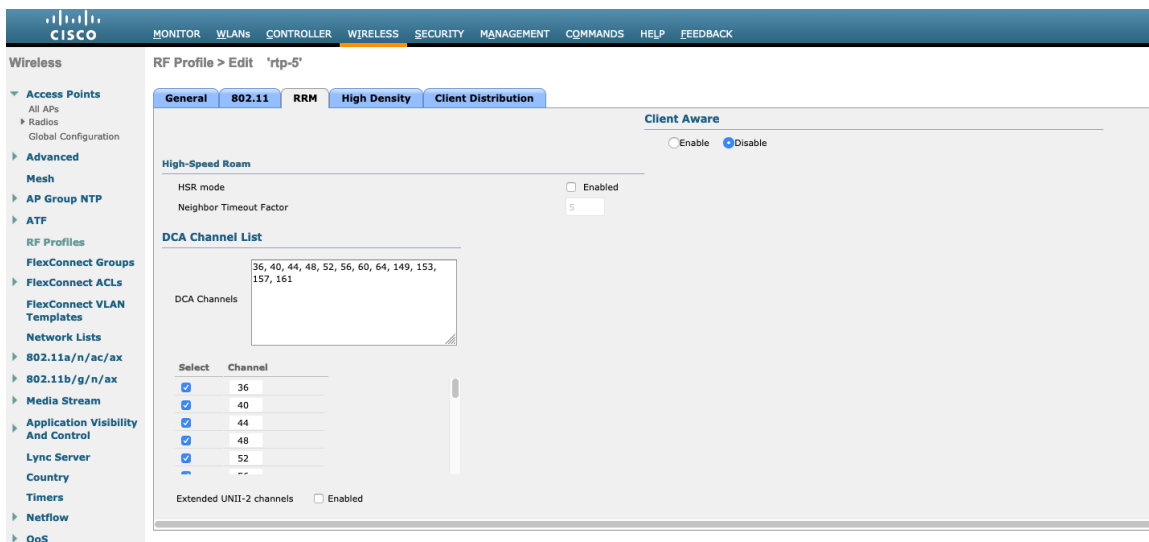 CISCO
MONITOR WLANs CONTROLLER WIRELESS SECURITY MANAGEMENT COMMANDS HELP FEEDBACK
Wireless
Access Points
All APs
Radios
Global Configuration
Advanced
Mesh
AP Group NTP
ATF
RF Profiles
FlexConnect Groups
FlexConnect ACLs
FlexConnect VLAN
Templates
Network Lists
802.11a/n/ac/ax
802.11b/g/n/ax
Media Stream
Application Visibility
And Control
Lync Server
Country
Timers
Netflow
QoS
RF Profile > Edit 'rtp-5'
General 802.11 RRM High Density Client Distribution
Client Aware
Enable Disable
High-Speed Roam
HSR mode Enabled
Neighbor Timeout Factor 5
DCA Channel List
DCA Channels
36, 40, 44, 48, 52, 56, 60, 64, 149, 153,
157, 161
Select Channel
36
40
44
48
52
Extended UNII-2 channels Enabled